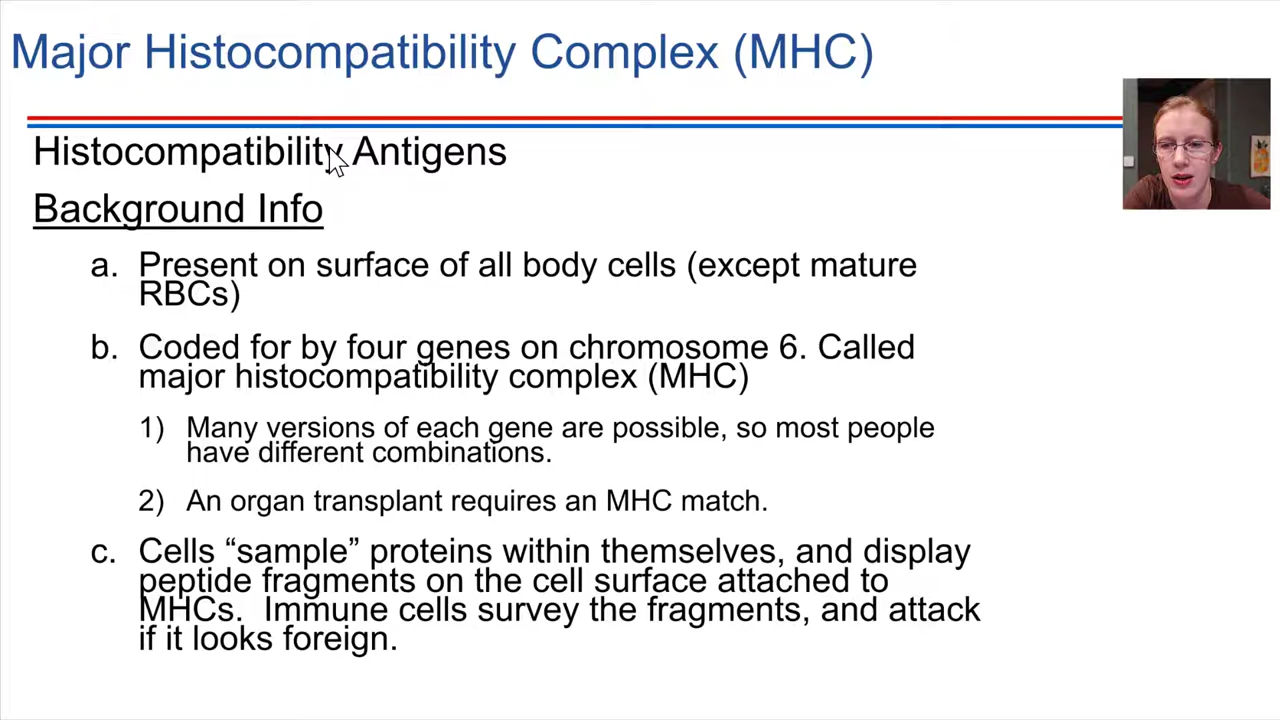 Major Histocompatibility Complex (MHC)
Histocompatibility Antigens
Background Info
a. Present on surface of all body cells (except mature
RBCs)
b. Coded for by four genes on chromosome 6. Called
major histocompatibility complex (MHC)
1) Many versions of each gene are possible, so most people
have different combinations.
2) An organ transplant requires an MHC match.
c. Cells “sample” proteins within themselves, and display
peptide fragments on the cell surface attached to
MHCs. Immune cells survey the fragments, and attack
if it looks foreign.